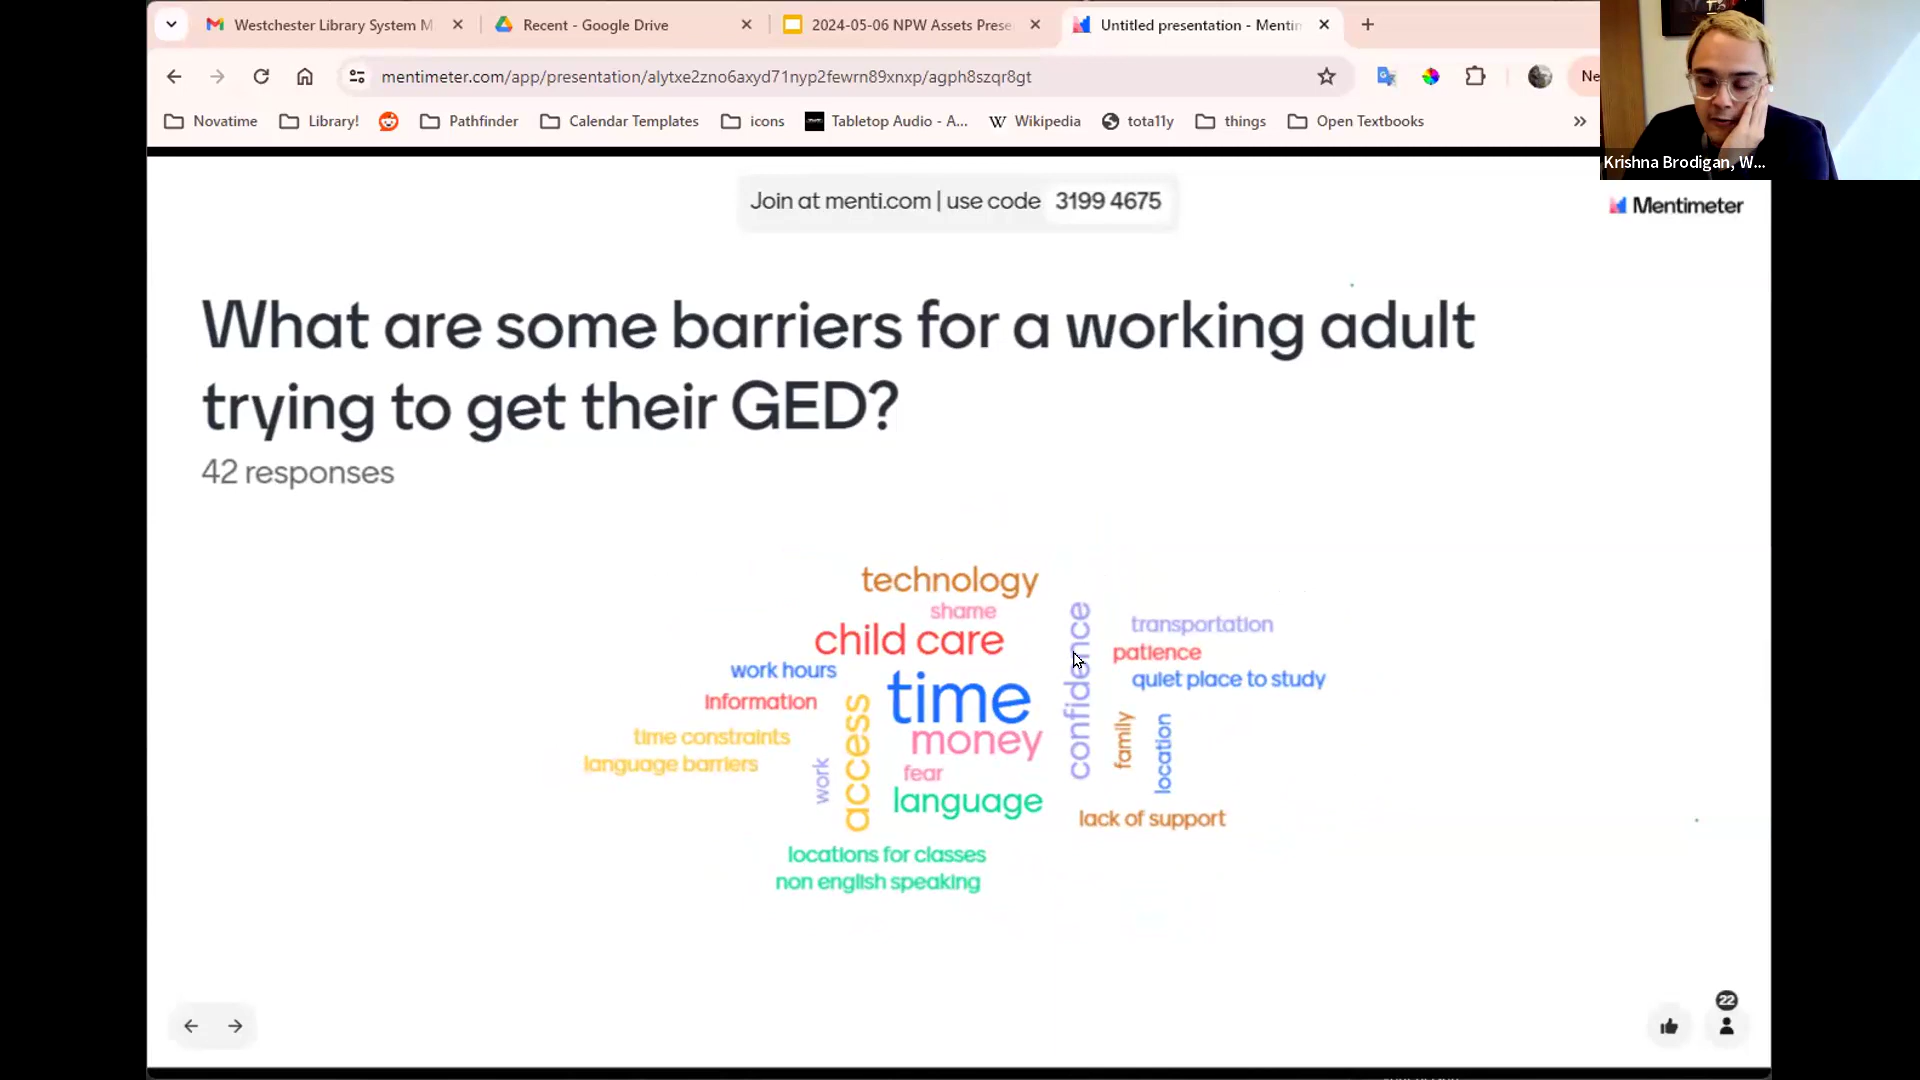 Westchester Library System M
Recent - Google Drive
2024-05-06 NPW Assets Prese
Untitled presentation - Mentim
mentimeter.com/app/presentation/alytxe2zno6axyd71nyp2fewrn89xnxp/agph8szqr8gt
Ne
Novatime
Library!
Pathfinder
Calendar Templates
icons
Tabletop Audio - A...
Wikipedia
tota11y
things
Open Textbooks
Krishna Brodigan, W...
Join at menti.com | use code 3199 4675
Mentimeter
What are some barriers for a working adult
trying to get their GED?
42 responses
technology
shame
child care
confidence
transportation
patience
work hours
quiet place to study
time
information
access
money
family
location
time constraints
language barriers
work
fear
language
lack of support
locations for classes
non english speaking
22